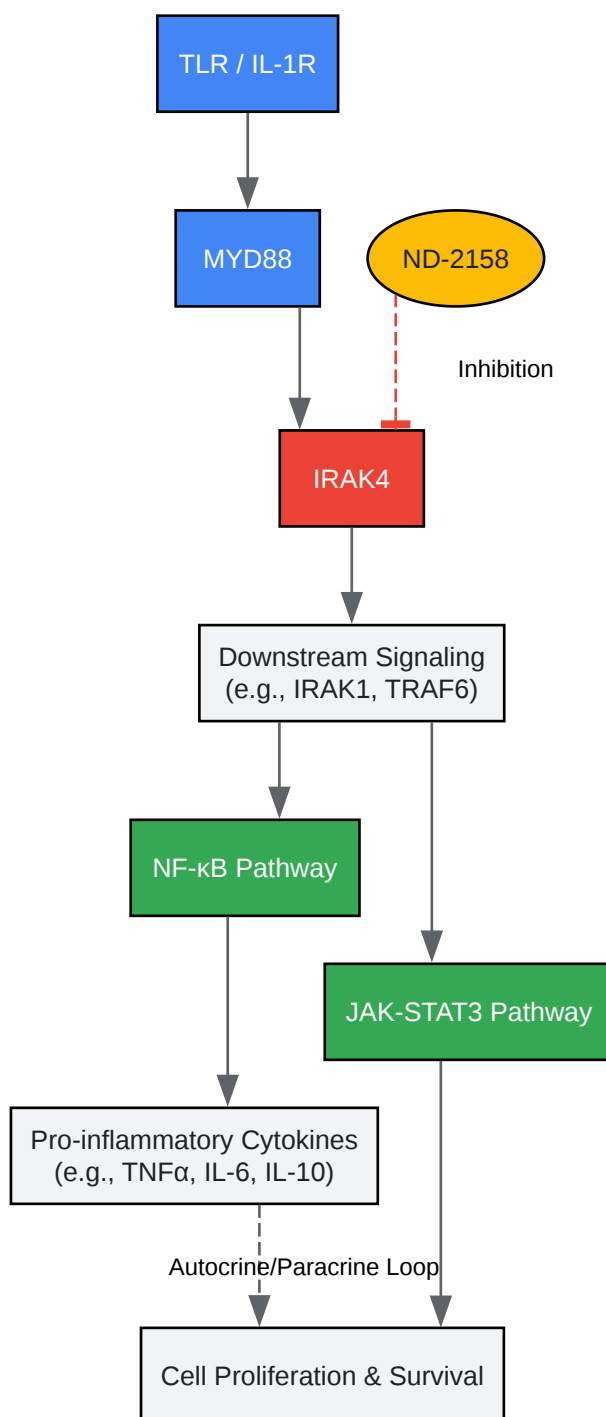 TLR / IL-1R
MYD88
ND-2158
Inhibition
IRAK4
Downstream Signaling
(e.g., IRAK1, TRAF6)
NF-κB Pathway
JAK-STAT3 Pathway
Pro-inflammatory Cytokines
(e.g., TNFα, IL-6, IL-10)
Autocrine/Paracrine Loop
Cell Proliferation & Survival